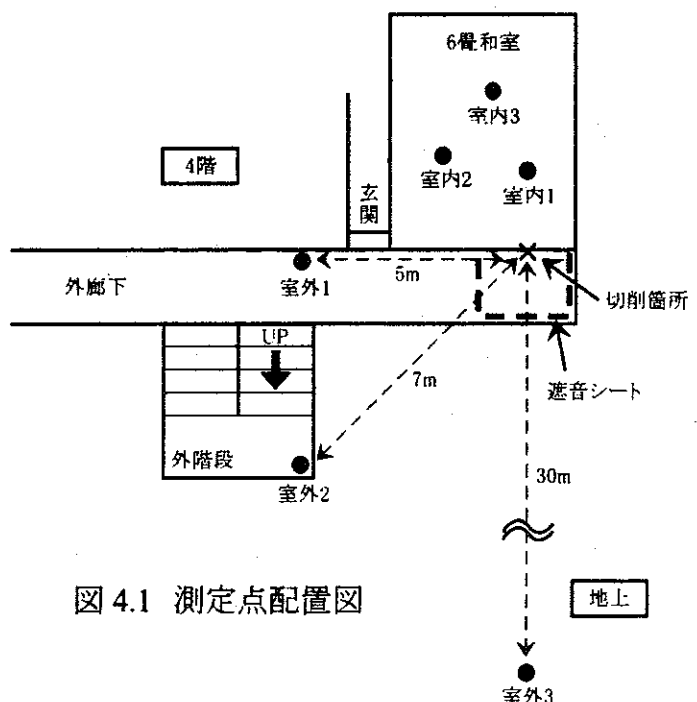 6畳和室
室内3
4階
室内2
室内1
玄
関
外廊下
室外1
5m
切削箇所
UP
7m
遮音シート
外階段
室外2
30m
図 4.1 測定点配置図
地上
室外3